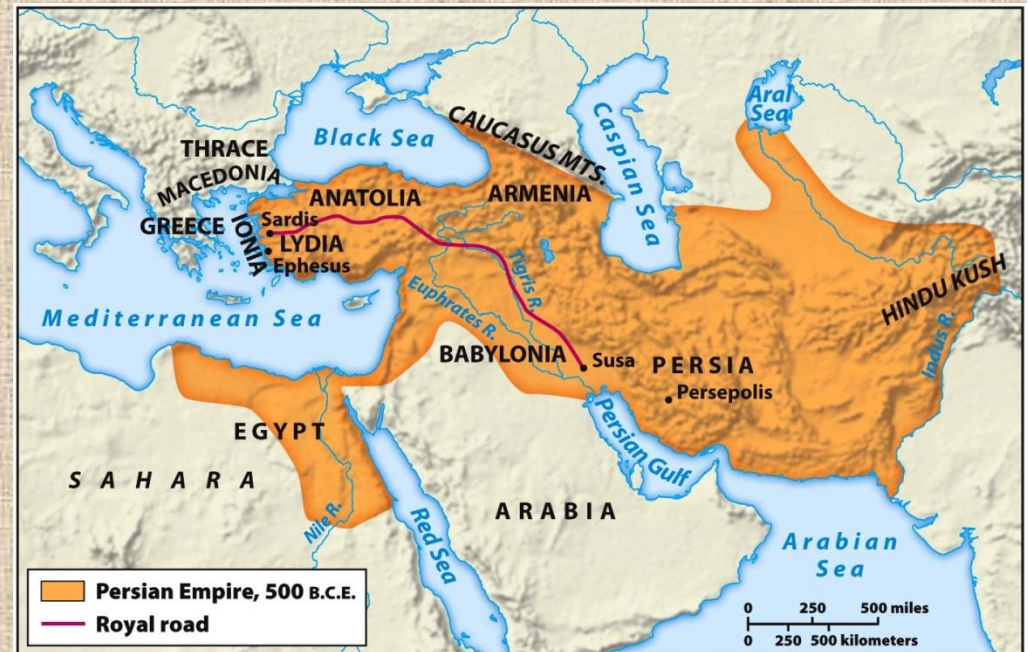 Aral
Sea
CAUCASUS MTS.
Caspian Sea
Black Sea
THRACE
MACEDONIA
ANATOLIA
ARMENIA
GREECE
IONIA
Sardis
LYDIA
Ephesus
HINDU KUSH
Tigris R.
Euphrates R.
Mediterranean Sea
Indus R.
BABYLONIA
Susa
PERSIA
Persepolis
Persian Gulf
EGYPT
SAHARA
ARABIA
Nile R.
Red Sea
Arabian
Sea
Persian Empire, 500 B.C.E.
Royal road
0 250 500 miles
0 250 500 kilometers